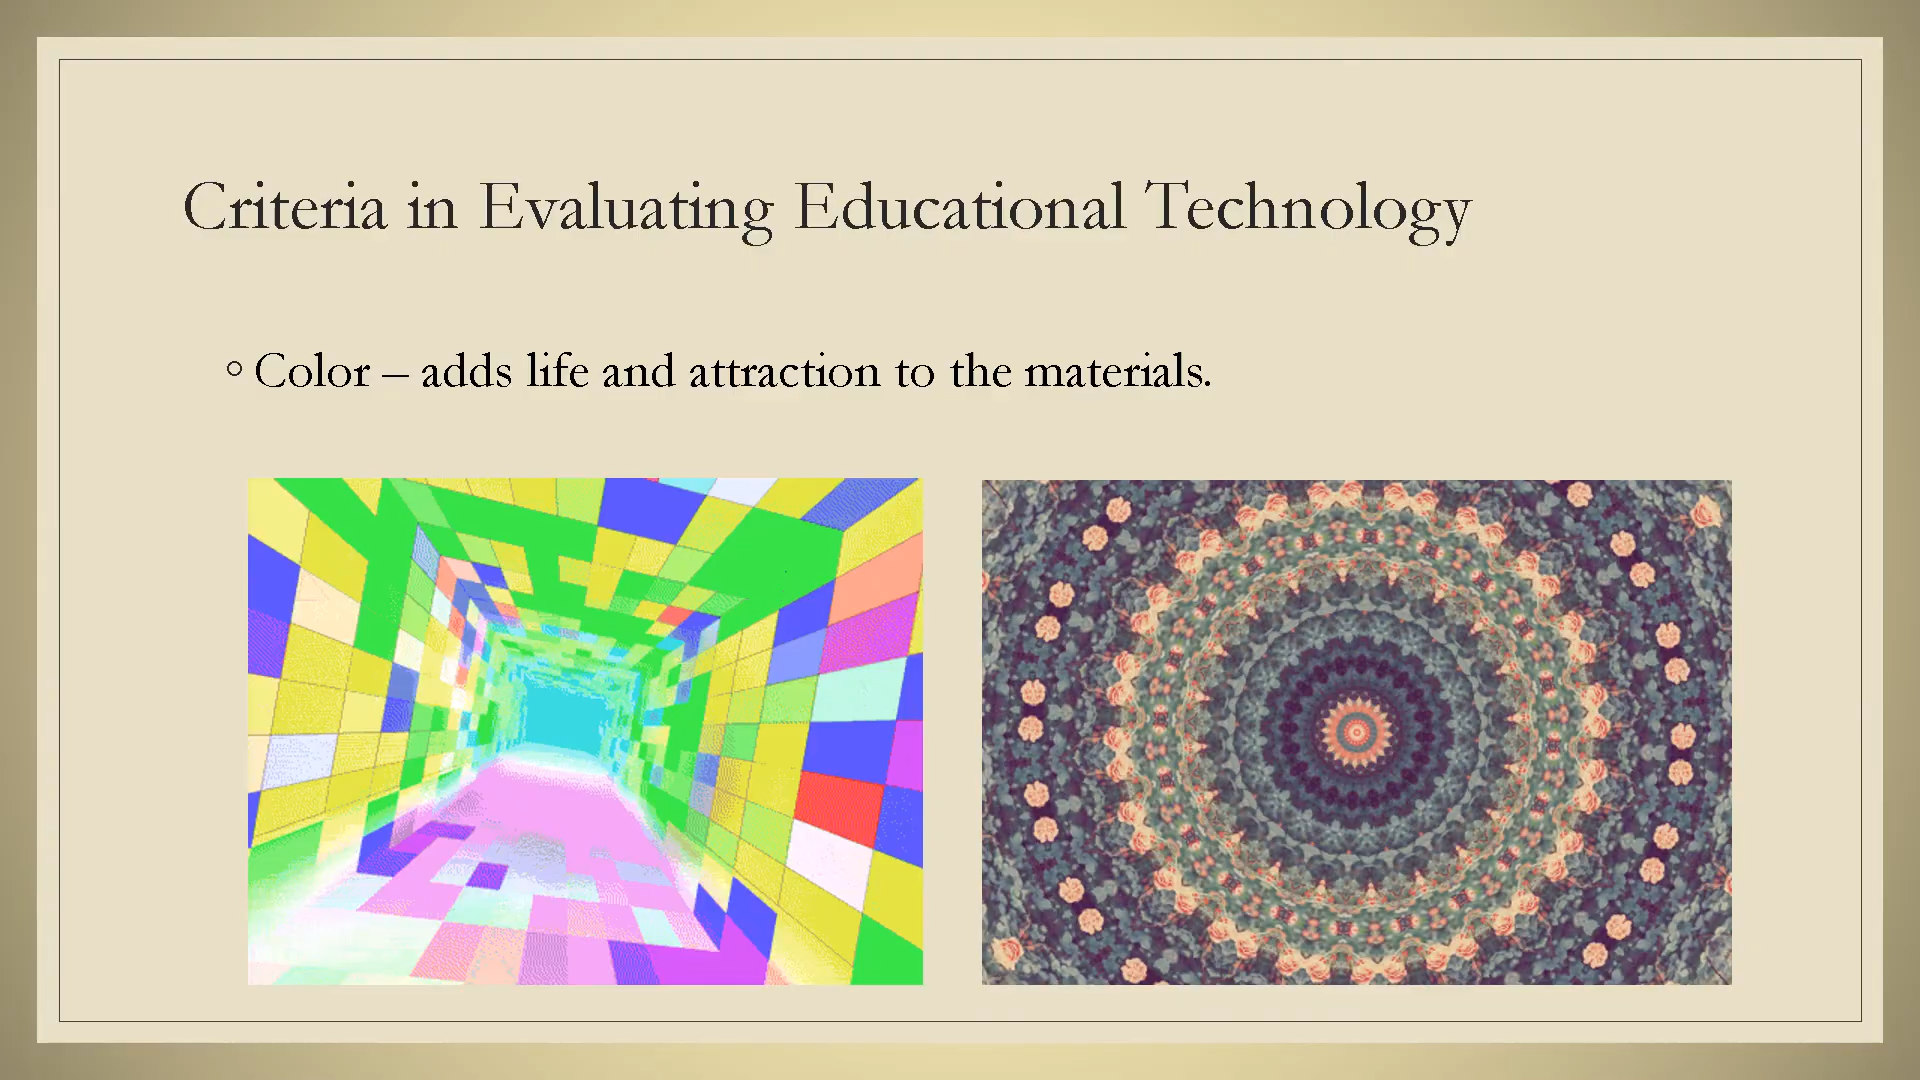 Criteria in Evaluating Educational Technology
◦ Color – adds life and attraction to the materials.